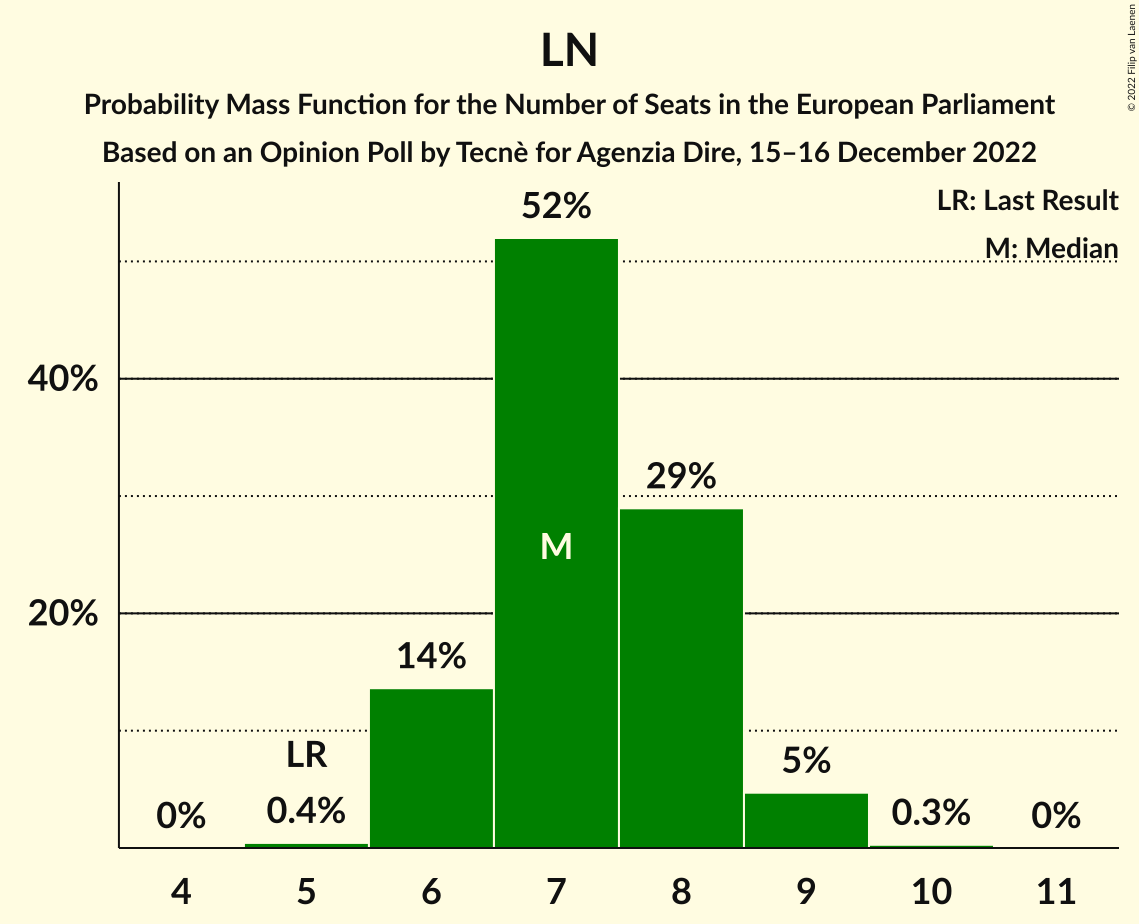 LN
Probability Mass Function for the Number of Seats in the European Parliament
Based on an Opinion Poll by Tecnè for Agenzia Dire, 15–16 December 2022
© 2022 Filip van Laenen
LR: Last Result
M: Median
52%
40%
29%
M
20%
14%
LR
5%
0%
0.4%
0.3%
0%
4 5 6 7 8 9 10 11